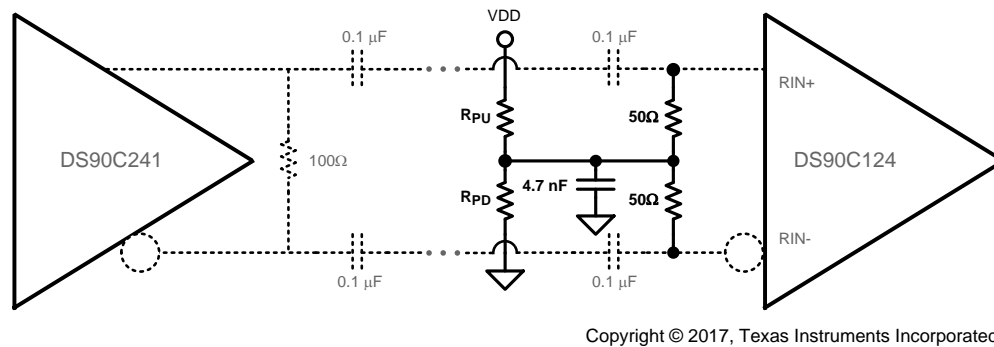 VDD
0.1 µF
0.1 µF
RIN+
RPU
50Ω
DS90C241
100Ω
DS90C124
4.7 nF
RPD
50Ω
RIN-
0.1 µF
0.1 µF
Copyright © 2017, Texas Instruments Incorporated